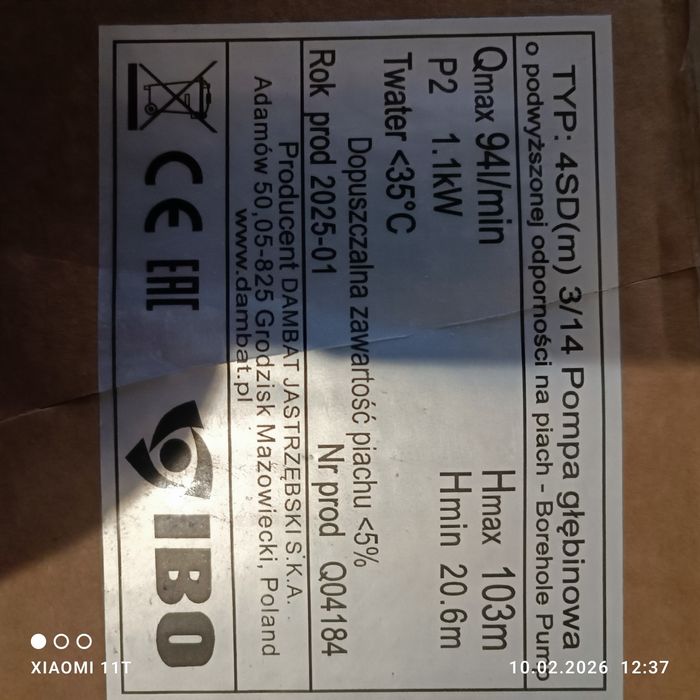 TYP: 4SD(m) 3/14 Pompa głębinowa
o podwyższonej odporności na piach - Borehole Pump
Qmax 94l/min Hmax 103m
P2 1.1kW Hmin 20.6m
Twater <35°C
Dopuszczalna zawartość piachu <5%
Rok prod 2025-01 Nr prod Q04184
Producent DAMBAT JASTRZĘBSKI S.K.A.
Adamów 50,05-825 Grodzisk Mazowiecki, Poland
www.dambat.pl
CE EAC IBO
XIAOMI 11T
10.02.2026 12:37